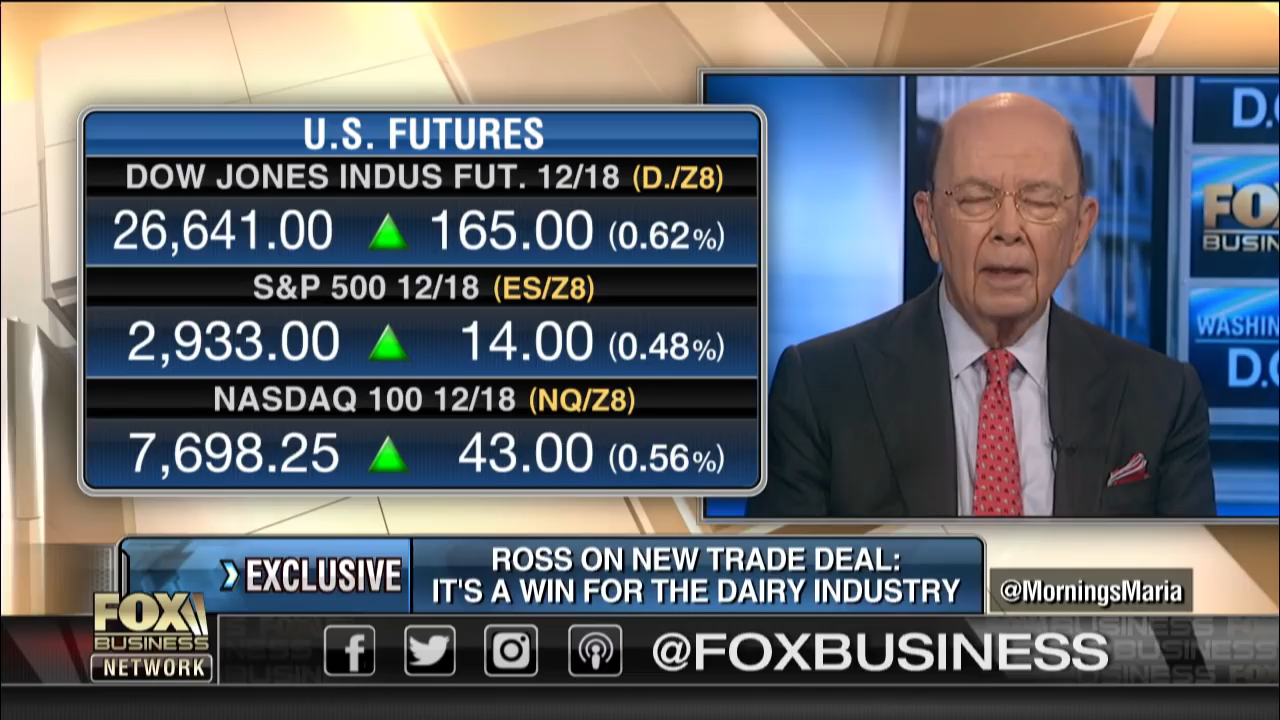 U.S. FUTURES
DOW JONES INDUS FUT. 12/18 (D./Z8)
26,641.00 165.00 (0.62%)
S&P 500 12/18 (ES/Z8)
2,933.00 14.00 (0.48%)
NASDAQ 100 12/18 (NQ/Z8)
7,698.25 43.00 (0.56%)
D.
FO
BUSIN
WASHIN
D.
EXCLUSIVE
ROSS ON NEW TRADE DEAL:
IT'S A WIN FOR THE DAIRY INDUSTRY
@MorningsMaria
FOX
BUSINESS
NETWORK
@FOXBUSINESS